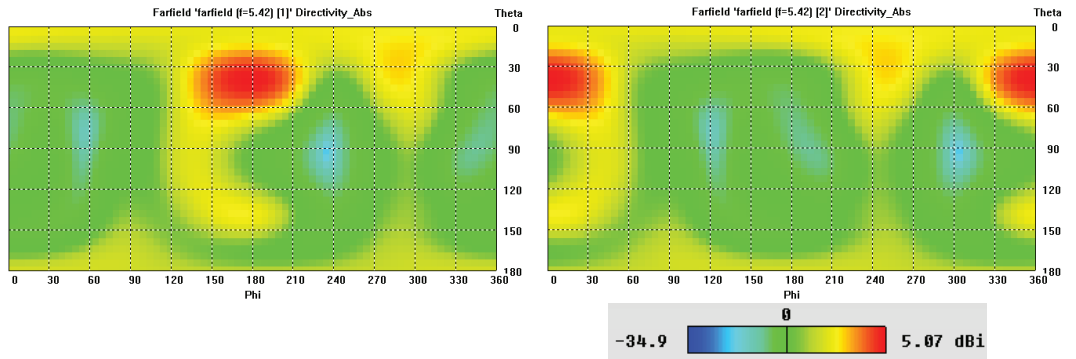 Farfield 'farfield (f=5.42) [1]' Directivity_Abs
Theta
0
30
60
90
120
150
180
0 30 60 90 120 150 180 210 240 270 300 330 360
Phi
Farfield 'farfield (f=5.42) [2]' Directivity_Abs
Theta
0
30
60
90
120
150
180
0 30 60 90 120 150 180 210 240 270 300 330 360
Phi
0
-34.9 5.07 dBi